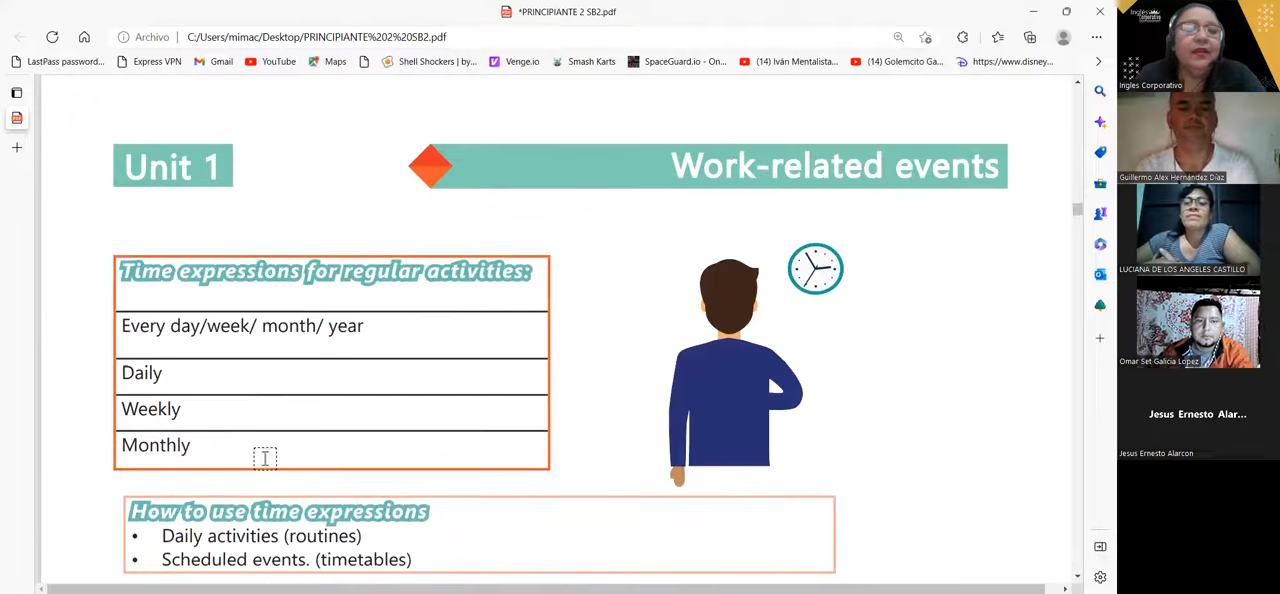 *PRINCIPIANTE 2 SB2.pdf
Archivo
C:/Users/mimac/Desktop/PRINCIPIANTE%202%20SB2.pdf
LastPass password...
Express VPN
Gmail
YouTube
Maps
Shell Shockers | by...
Venge.io
Smash Karts
SpaceGuard.io - On...
(14) Iván Mentalista...
(14) Golemcito Ga...
https://www.disney...
Unit 1
Work-related events
Time expressions for regular activities:
Every day/week/ month/ year
Daily
Weekly
Monthly
How to use time expressions
• Daily activities (routines)
• Scheduled events. (timetables)
Inglés
Corporativo
Ingles Corporativo
Guillermo Alex Hernandez Diaz
LUCIANA DE LOS ANGELES CASTILLO
Omar Set Galicia Lopez
Jesus Ernesto Alar...
Jesus Ernesto Alarcon